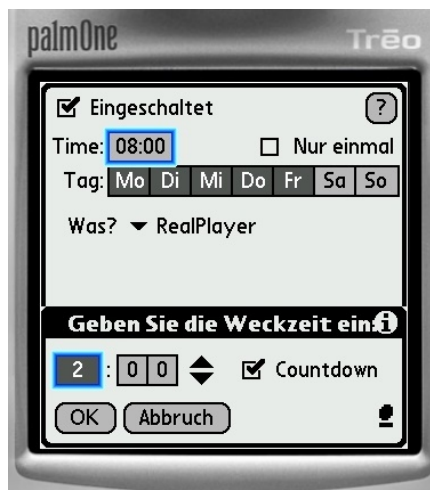 palmOne Trēo
Eingeschaltet ?
Time: 08:00 Nur einmal
Tag: Mo Di Mi Do Fr Sa So
Was? RealPlayer
Geben Sie die Weckzeit ein: i
2 : 0 0 Countdown
OK Abbruch